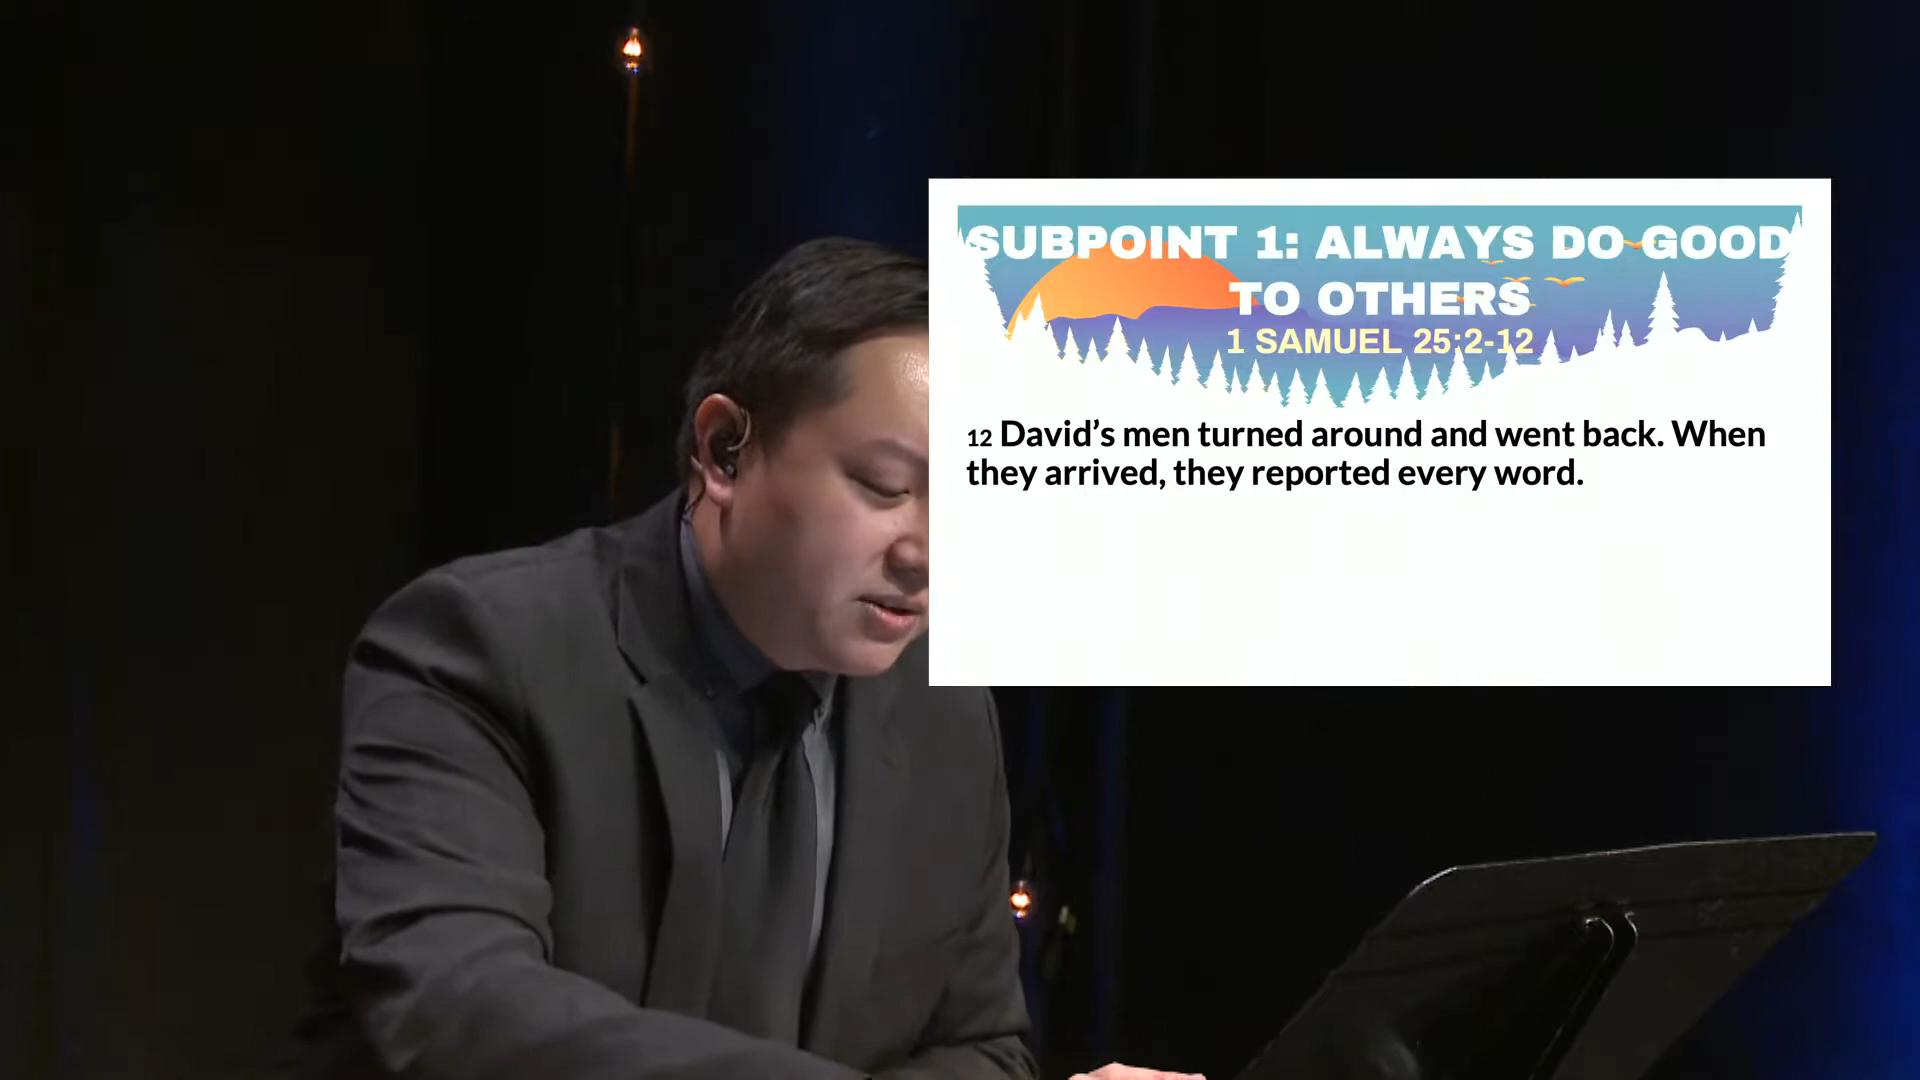 SUBPOINT 1: ALWAYS DO GOOD
TO OTHERS
1 SAMUEL 25:2-12
12 David’s men turned around and went back. When
they arrived, they reported every word.